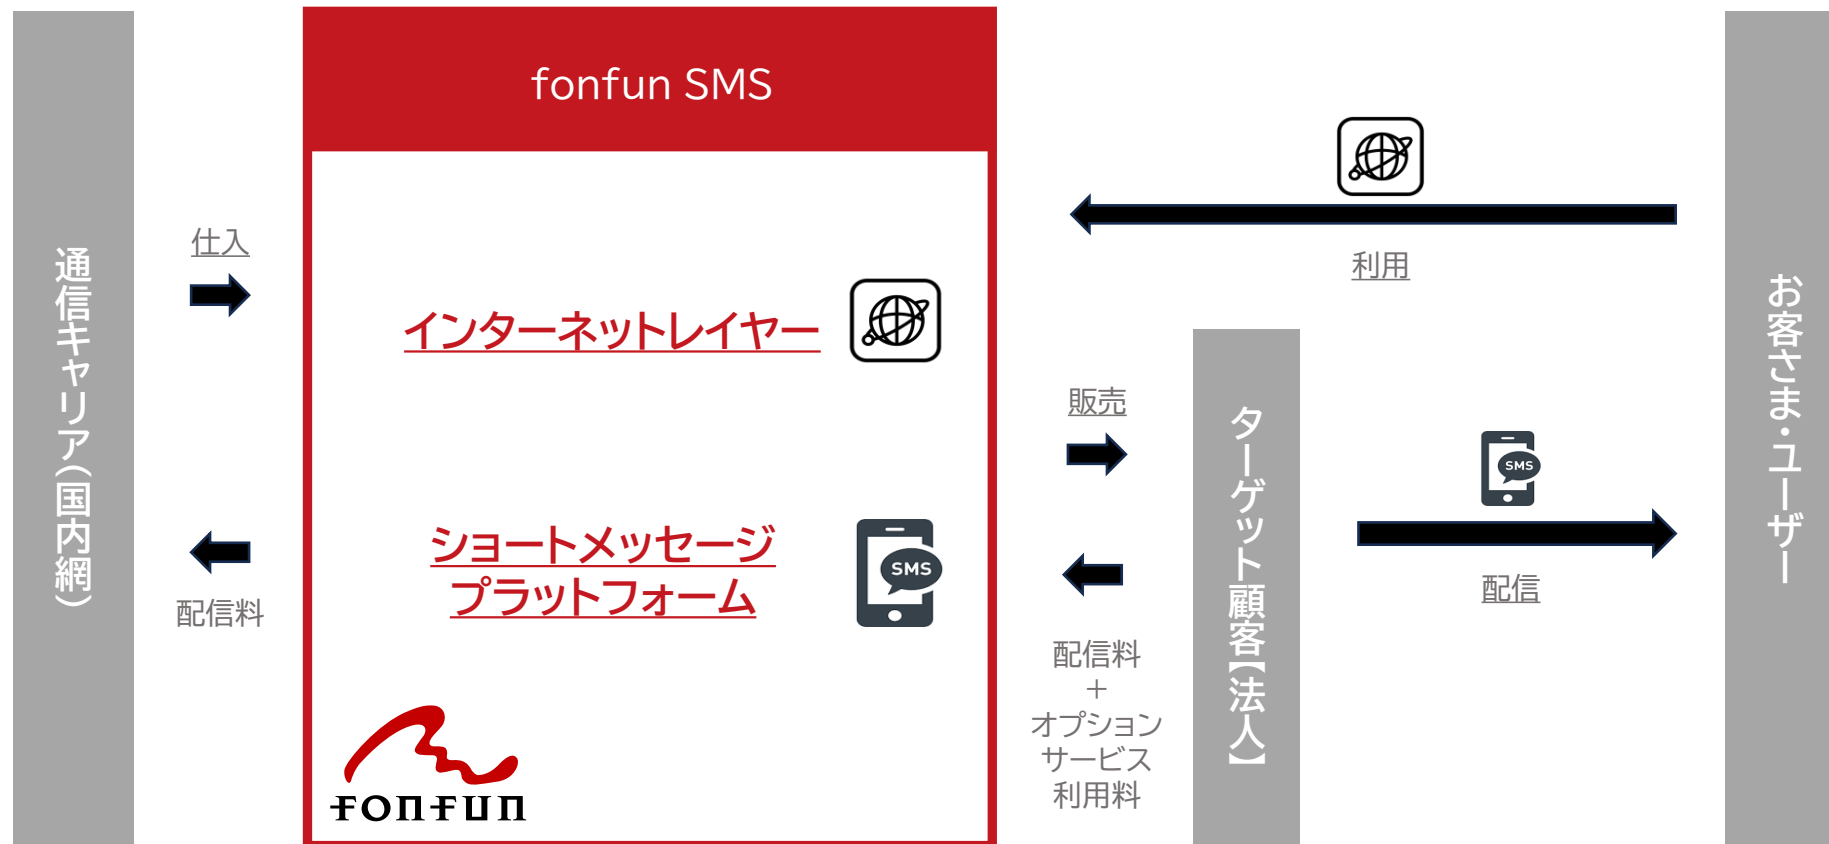 fonfun SMS
通信キャリア(国内網)
仕入
配信料
インターネットレイヤー
ショートメッセージ
プラットフォーム
SMS
fonfun
利用
販売
配信料
+
オプション
サービス
利用料
ターゲット顧客【法人】
SMS
配信
お客さま・ユーザー